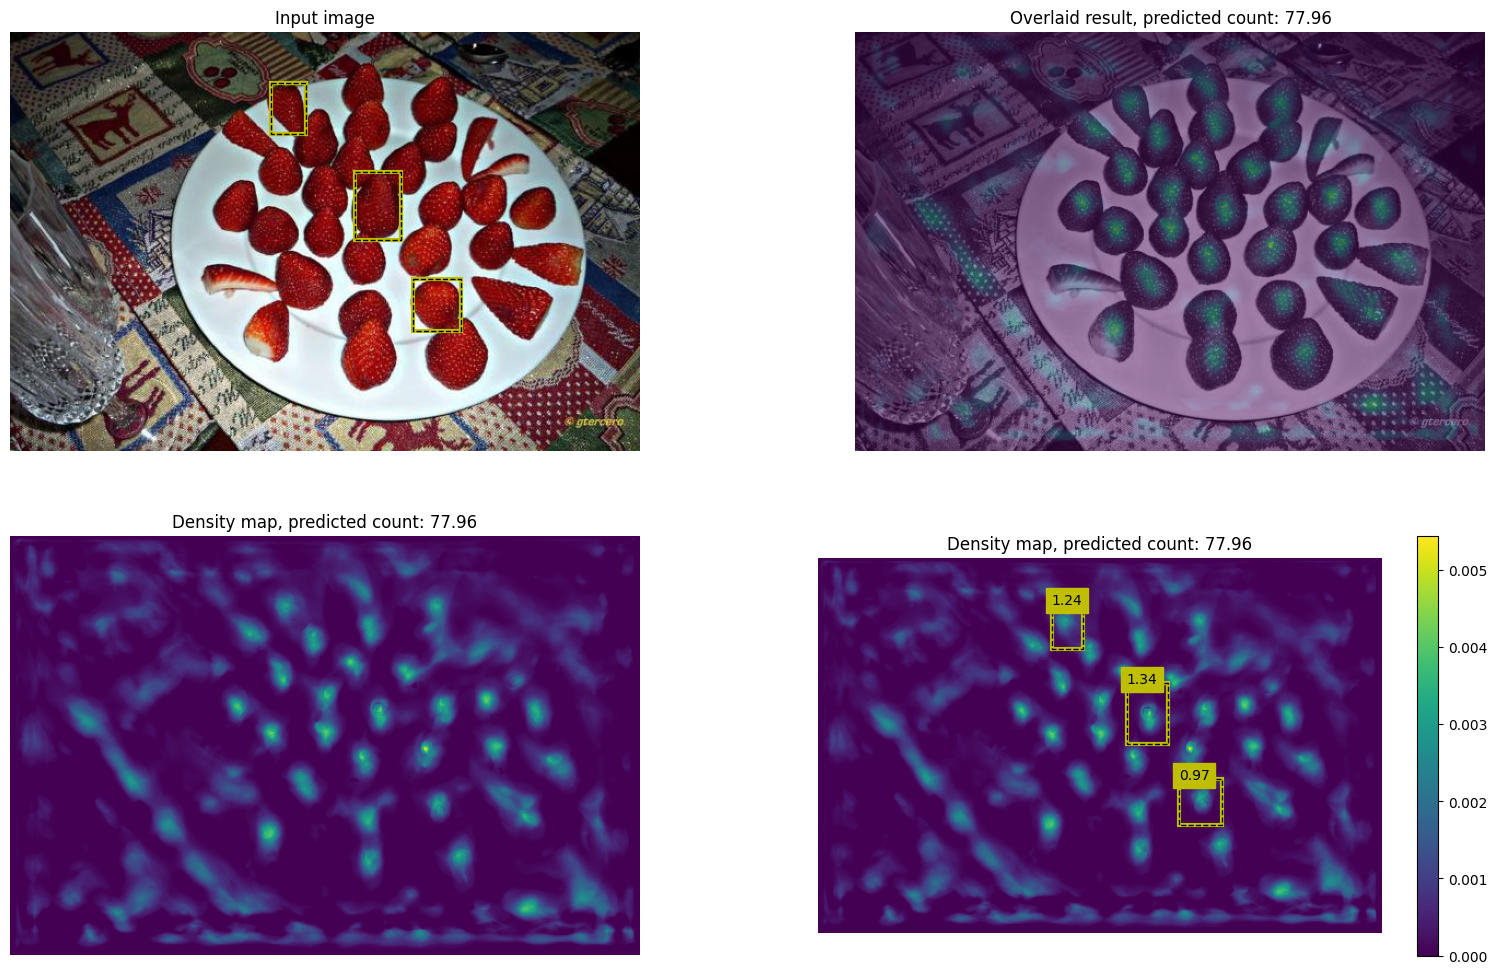 Input image
Overlaid result, predicted count: 77.96
© gtercero
© gtercero
Density map, predicted count: 77.96
Density map, predicted count: 77.96
1.24
1.34
0.97
0.005
0.004
0.003
0.002
0.001
0.000